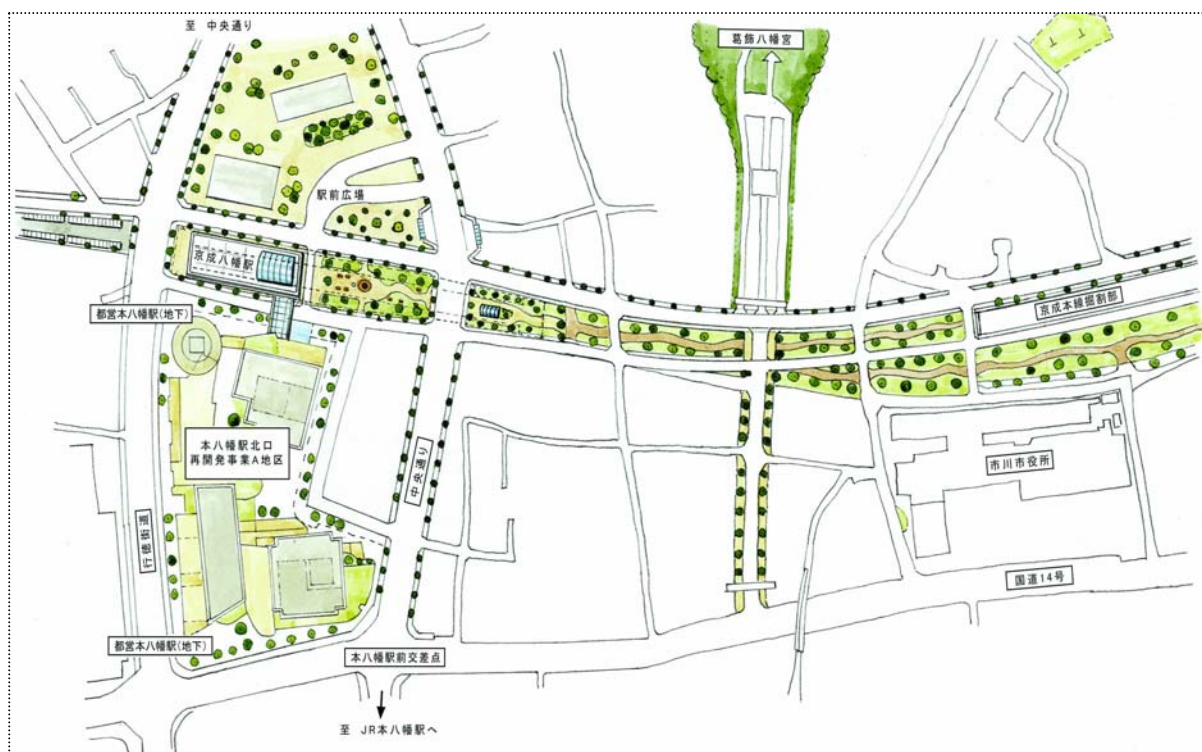 至 中央通り
葛飾八幡宮
駅前広場
京成八幡駅
京成本線掘割部
都営本八幡駅(地下)
本八幡駅北口
再開発事業A地区
中央通り
市川市役所
行徳街道
国道14号
都営本八幡駅(地下)
本八幡駅前交差点
至 JR本八幡駅へ